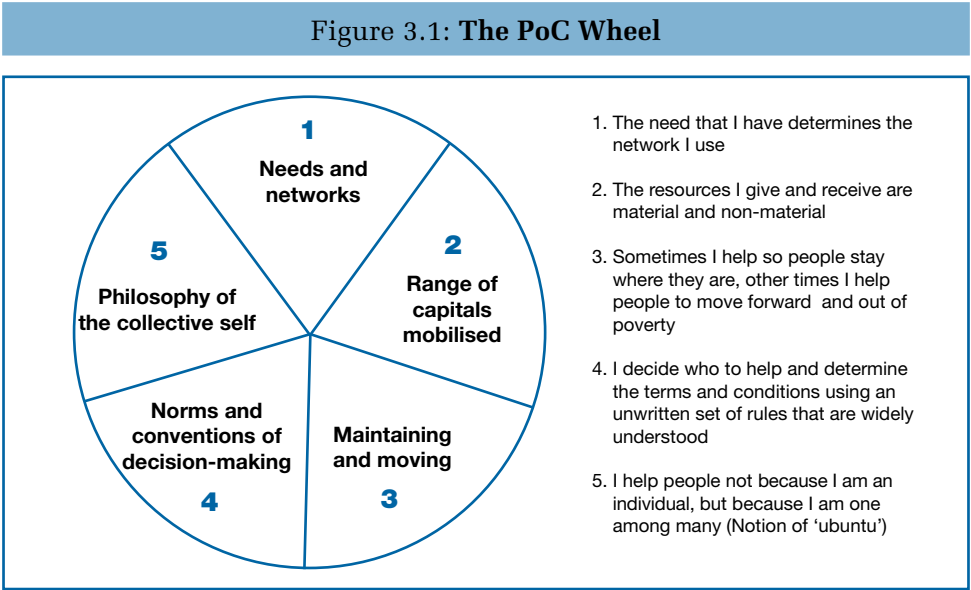 Figure 3.1: The PoC Wheel
1
Needs and
networks
2
Range of
capitals
mobilised
Maintaining
and moving
3
Norms and
conventions of
decision-making
4
5
Philosophy of
the collective self
1. The need that I have determines the
network I use
2. The resources I give and receive are
material and non-material
3. Sometimes I help so people stay
where they are, other times I help
people to move forward and out of
poverty
4. I decide who to help and determine
the terms and conditions using an
unwritten set of rules that are widely
understood
5. I help people not because I am an
individual, but because I am one
among many (Notion of ‘ubuntu’)